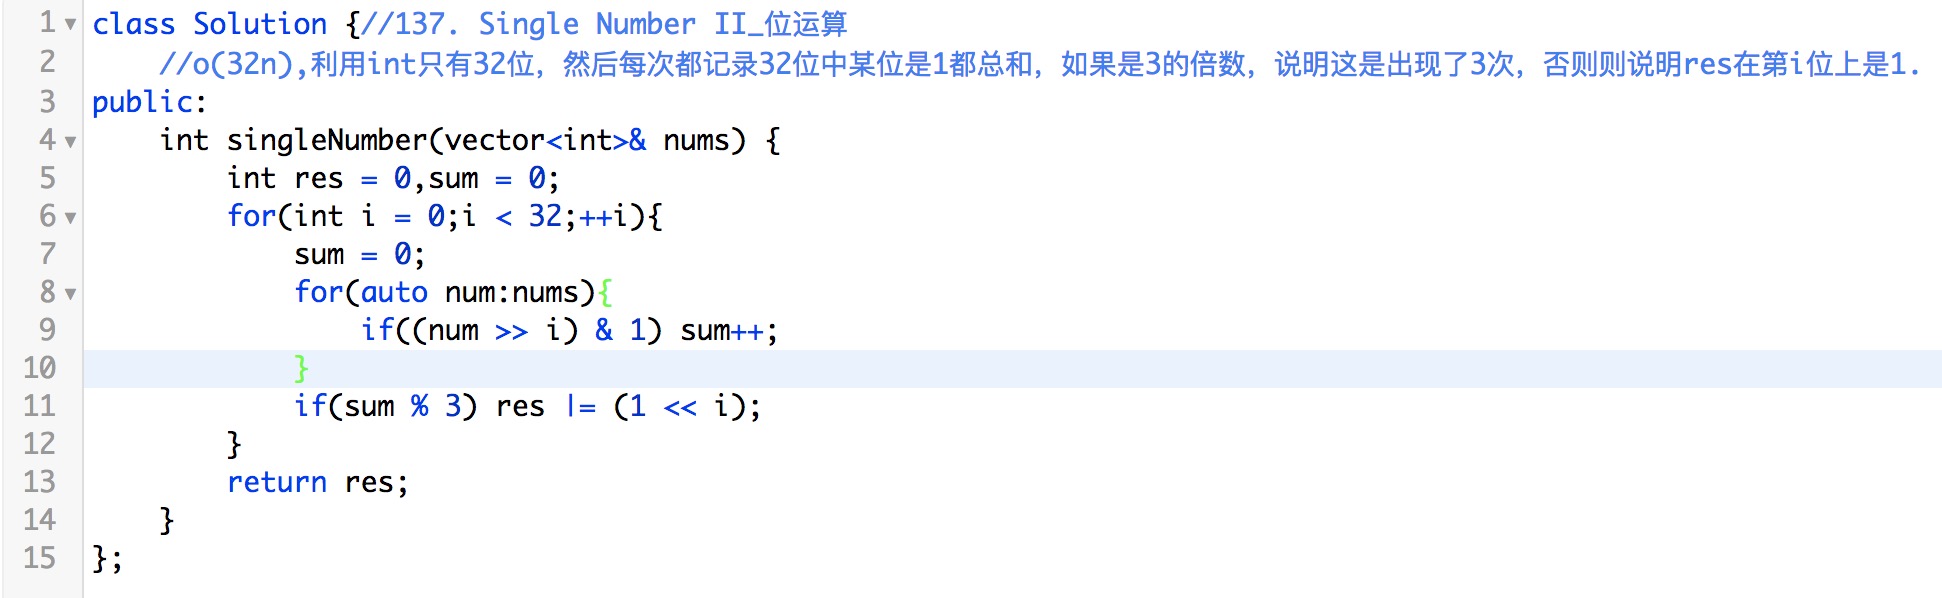 1 class Solution {//137. Single Number II_位运算
2 //o(32n),利用int只有32位，然后每次都记录32位中某位是1都总和，如果是3的倍数，说明这是出现了3次，否则则说明res在第i位上是1.
3 public:
4 int singleNumber(vector<int>& nums) {
5 int res = 0,sum = 0;
6 for(int i = 0;i < 32;++i){
7 sum = 0;
8 for(auto num:nums){
9 if((num >> i) & 1) sum++;
10 }
11 if(sum % 3) res |= (1 << i);
12 }
13 return res;
14 }
15 };